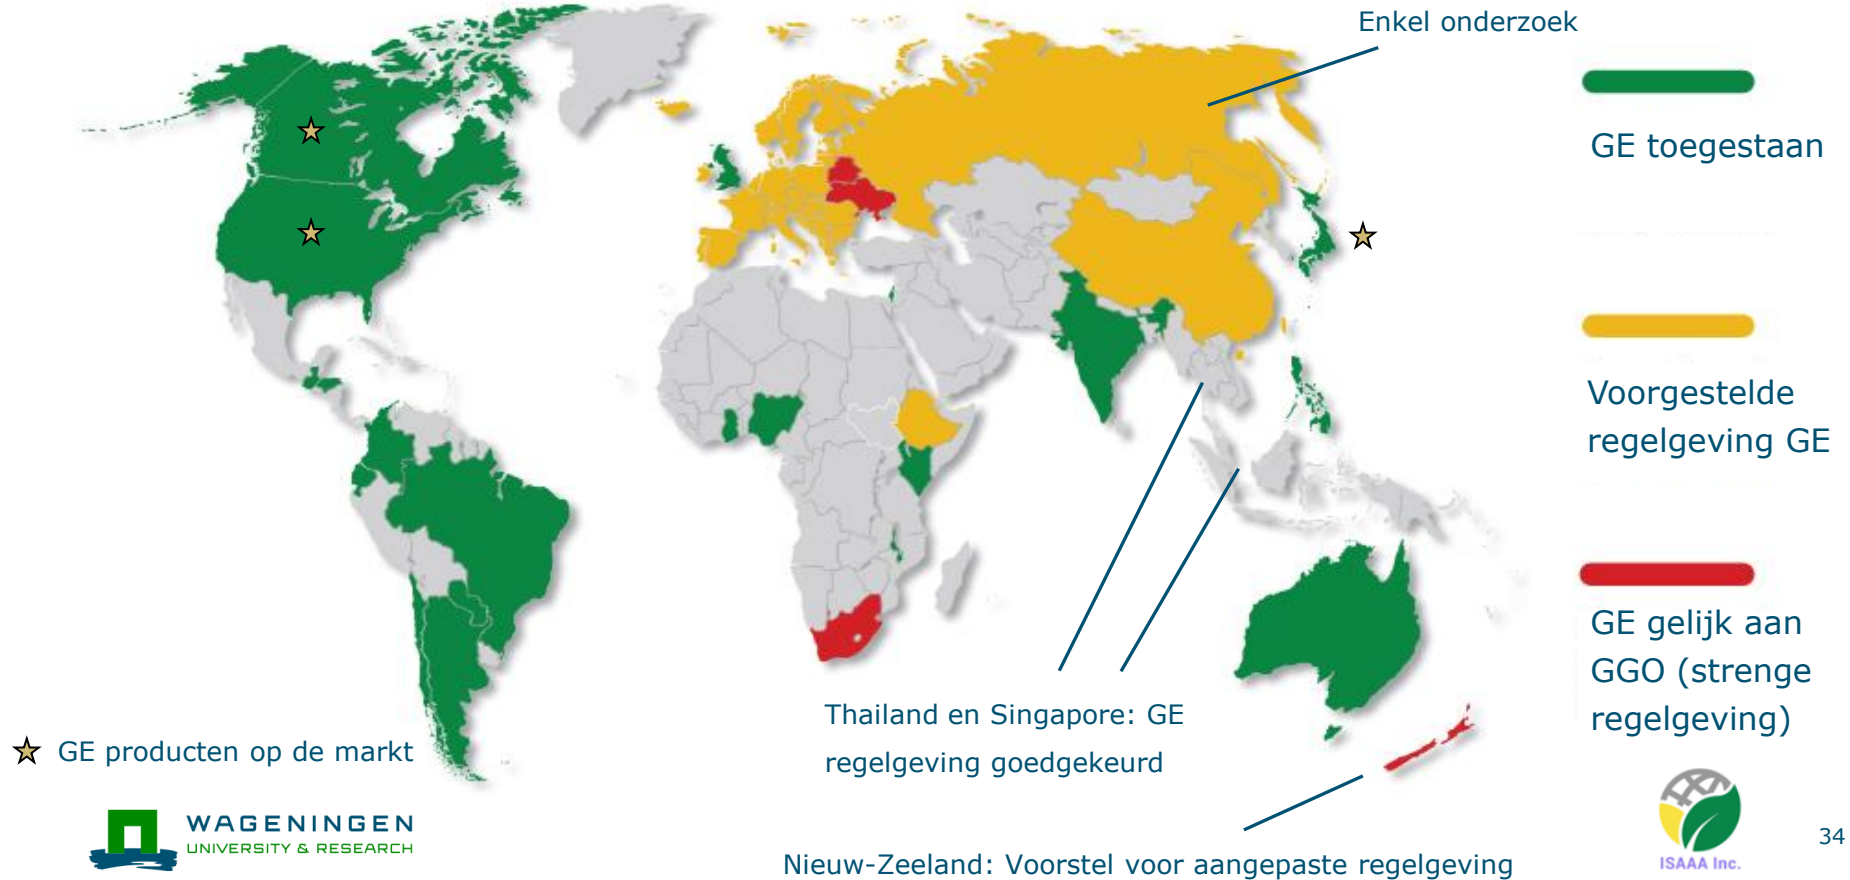 Enkel onderzoek
GE toegestaan
Voorgestelde
regelgeving GE
GE gelijk aan
GGO (strenge
regelgeving)
Thailand en Singapore: GE
regelgeving goedgekeurd
GE producten op de markt
Nieuw-Zeeland: Voorstel voor aangepaste regelgeving
WAGENINGEN
UNIVERSITY & RESEARCH
ISAAA Inc.
34